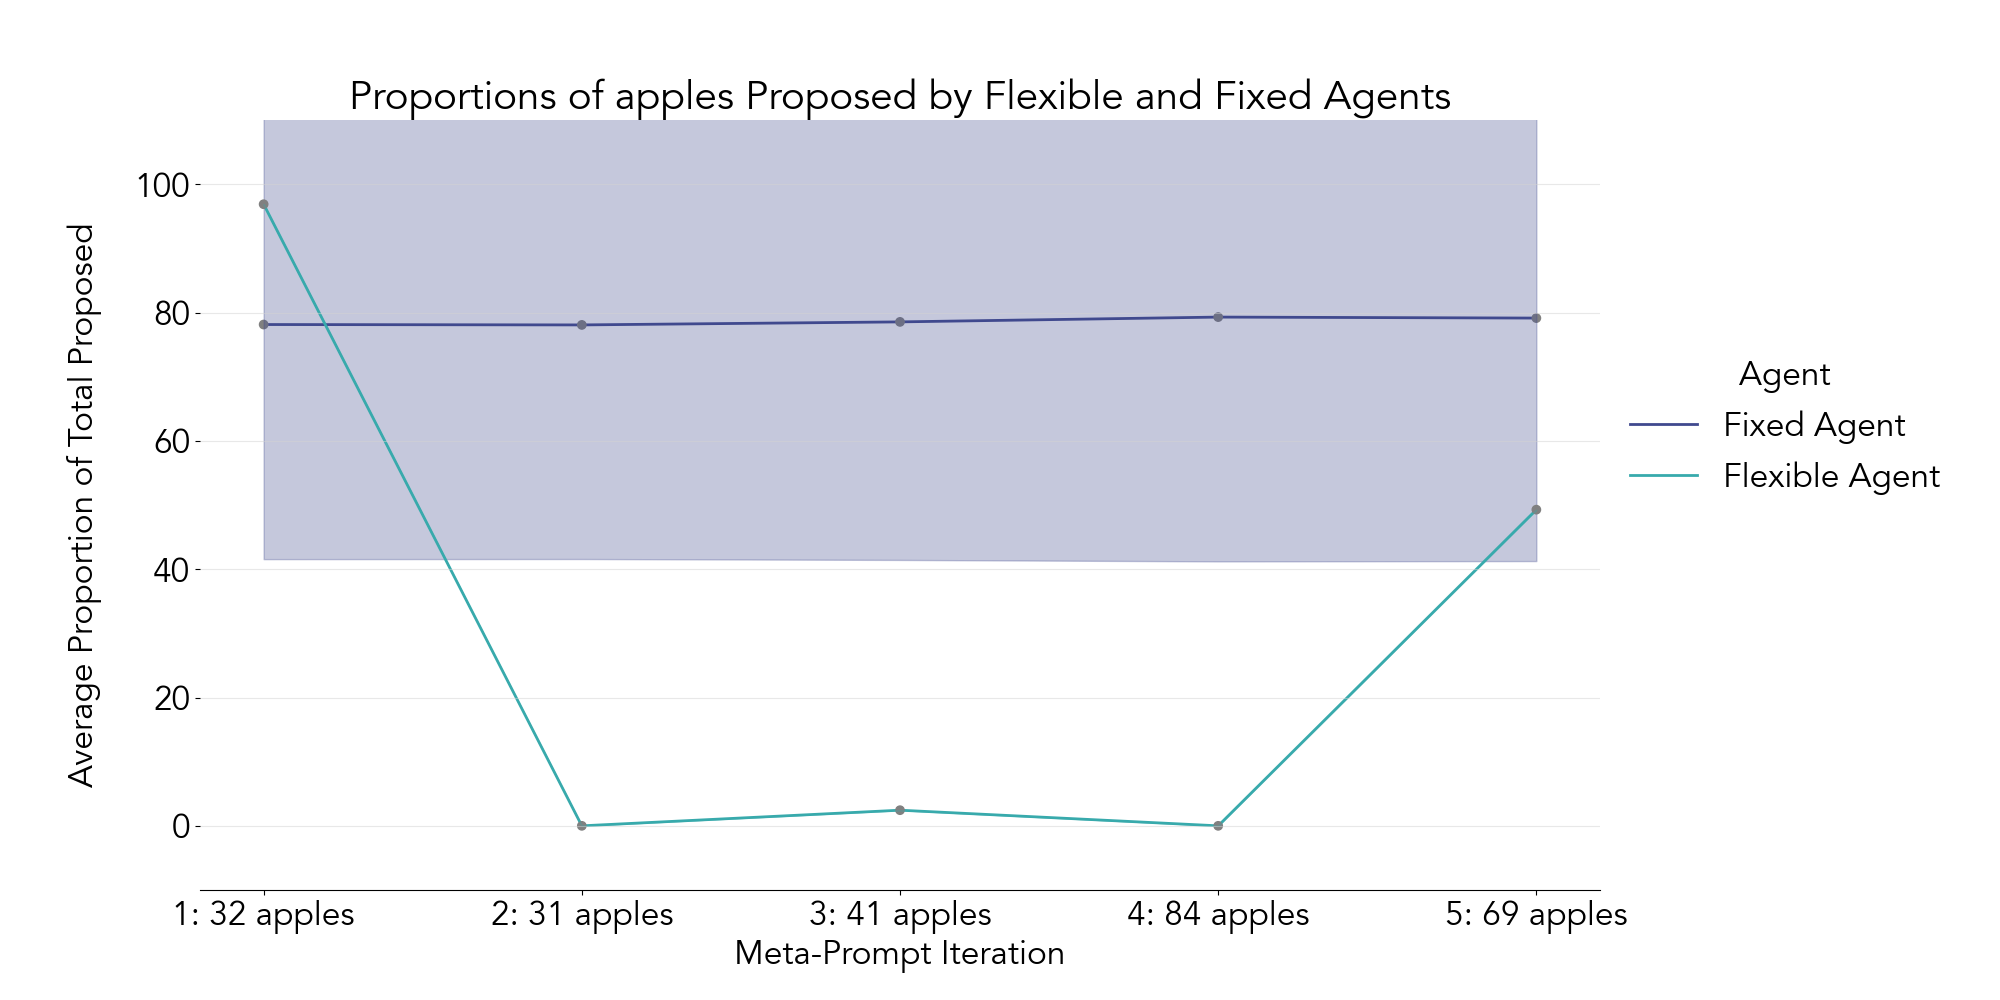 Proportions of apples Proposed by Flexible and Fixed Agents
Average Proportion of Total Proposed
100
80
60
40
20
0
1: 32 apples
2: 31 apples
3: 41 apples
4: 84 apples
5: 69 apples
Meta-Prompt Iteration
Agent
Fixed Agent
Flexible Agent